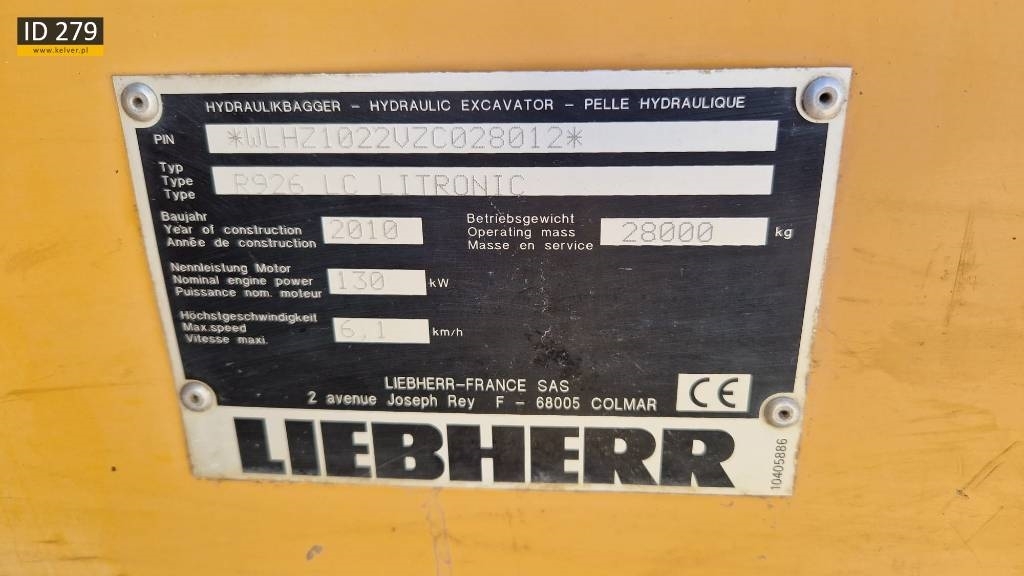 ID 279
www.kelver.pl
HYDRAULIKBAGGER - HYDRAULIC EXCAVATOR - PELLE HYDRAULIQUE
PIN *WLHZ1022VZC028012*
Typ
Type R926 LC LITRONIC
Type
Baujahr
Year of construction 2010
Année de construction
Betriebsgewicht
Operating mass 28000 kg
Masse en service
Nennleistung Motor
Nominal engine power 130 kW
Puissance nom. moteur
Höchstgeschwindigkeit
Max.speed 6,1 km/h
Vitesse maxi.
LIEBHERR-FRANCE SAS
2 avenue Joseph Rey F - 68005 COLMAR
CE
LIEBHERR
10405886